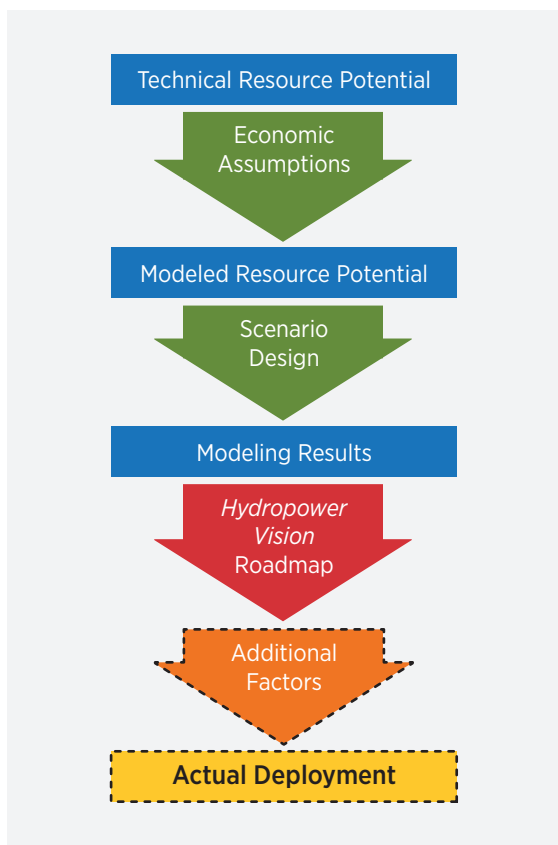 Technical Resource Potential
Economic
Assumptions
Modeled Resource Potential
Scenario
Design
Modeling Results
Hydropower
Vision
Roadmap
Additional
Factors
Actual Deployment